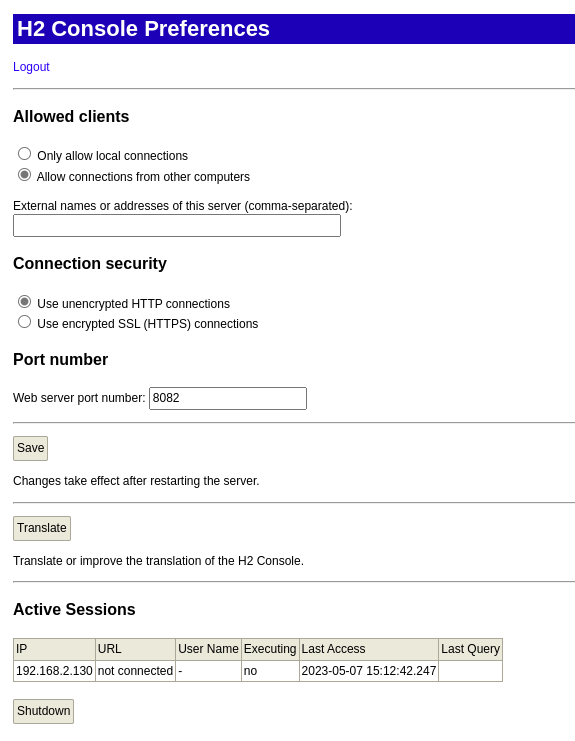 H2 Console Preferences
Logout
Allowed clients
Only allow local connections
Allow connections from other computers
External names or addresses of this server (comma-separated):
Connection security
Use unencrypted HTTP connections
Use encrypted SSL (HTTPS) connections
Port number
Web server port number: 8082
Save
Changes take effect after restarting the server.
Translate
Translate or improve the translation of the H2 Console.
Active Sessions
IP URL User Name Executing Last Access Last Query
192.168.2.130 not connected - no 2023-05-07 15:12:42.247
Shutdown